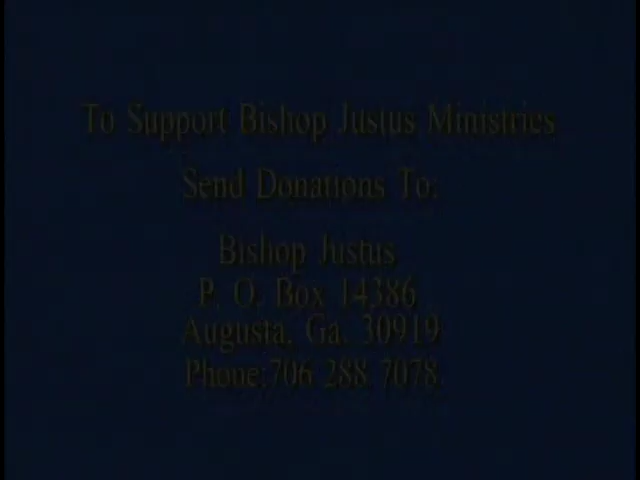 To Support Bishop Justus Ministries
Send Donations To:
Bishop Justus
P. O. Box 14386
Augusta, Ga. 30919
Phone:706 288 7078